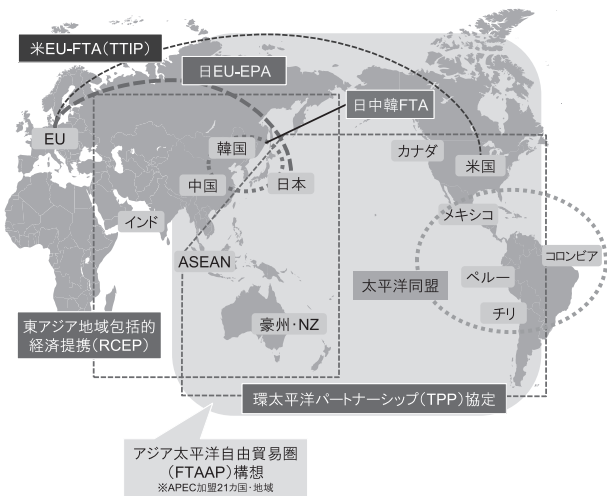 米EU-FTA(TTIP)
日EU-EPA
日中韓FTA
EU
韓国
カナダ
米国
中国
日本
メキシコ
インド
コロンビア
ASEAN
ペルー
太平洋同盟
チリ
東アジア地域包括的
経済提携(RCEP)
豪州・NZ
環太平洋パートナーシップ(TPP)協定
アジア太平洋自由貿易圏
(FTAAP)構想
※APEC加盟21カ国・地域